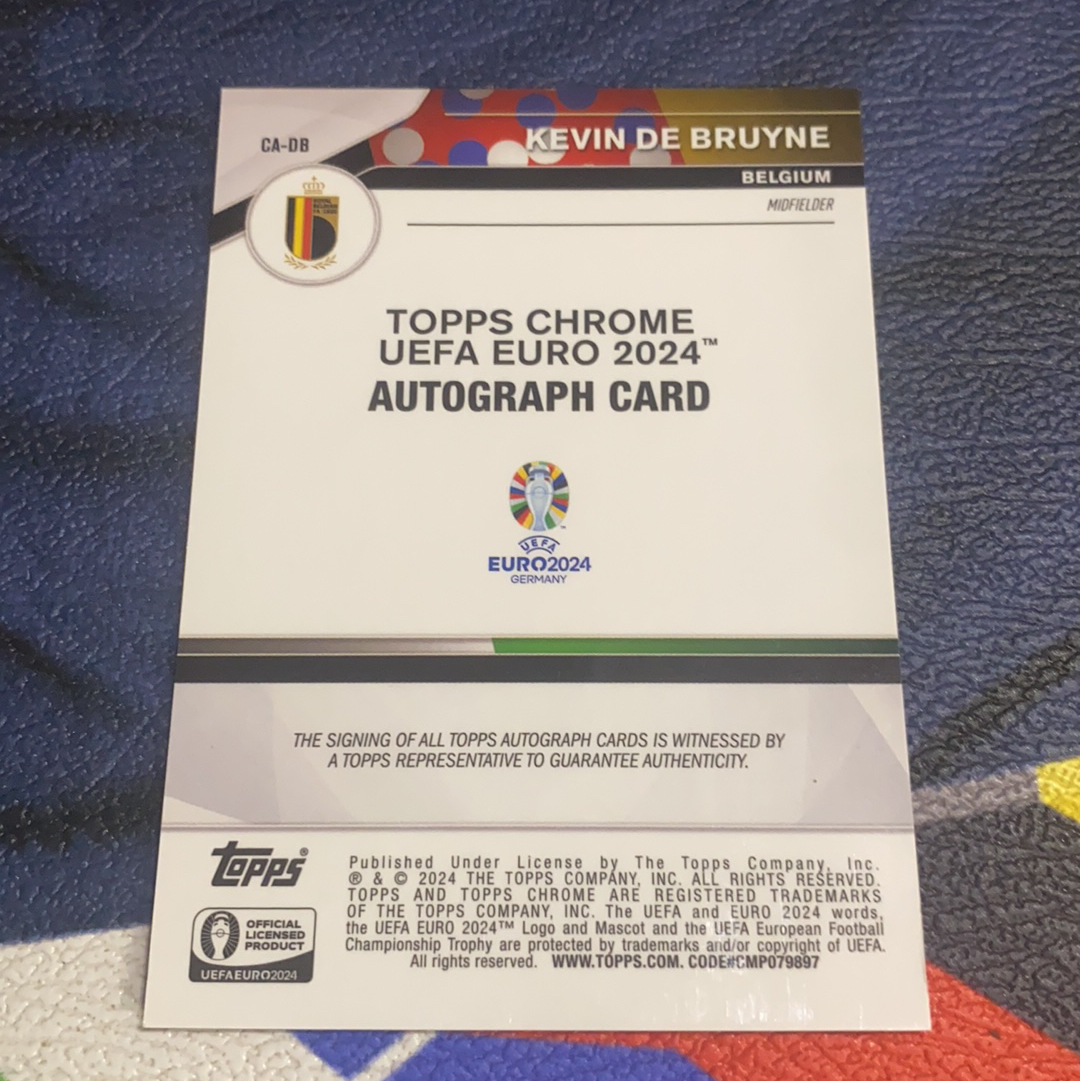 CA-DB
KEVIN DE BRUYNE
BELGIUM
MIDFIELDER
ROYAL
BELGIAN
FA 1895
TOPPS CHROME
UEFA EURO 2024™
AUTOGRAPH CARD
UEFA
EURO2024
GERMANY
THE SIGNING OF ALL TOPPS AUTOGRAPH CARDS IS WITNESSED BY
A TOPPS REPRESENTATIVE TO GUARANTEE AUTHENTICITY.
Topps®
OFFICIAL
LICENSED
PRODUCT
UEFAEURO2024
Published Under License by The Topps Company, Inc.
® & © 2024 THE TOPPS COMPANY, INC. ALL RIGHTS RESERVED.
TOPPS AND TOPPS CHROME ARE REGISTERED TRADEMARKS
OF THE TOPPS COMPANY, INC. The UEFA and EURO 2024 words,
the UEFA EURO 2024™ Logo and Mascot and the UEFA European Football
Championship Trophy are protected by trademarks and/or copyright of UEFA.
All rights reserved. WWW.TOPPS.COM. CODE#CMP079897